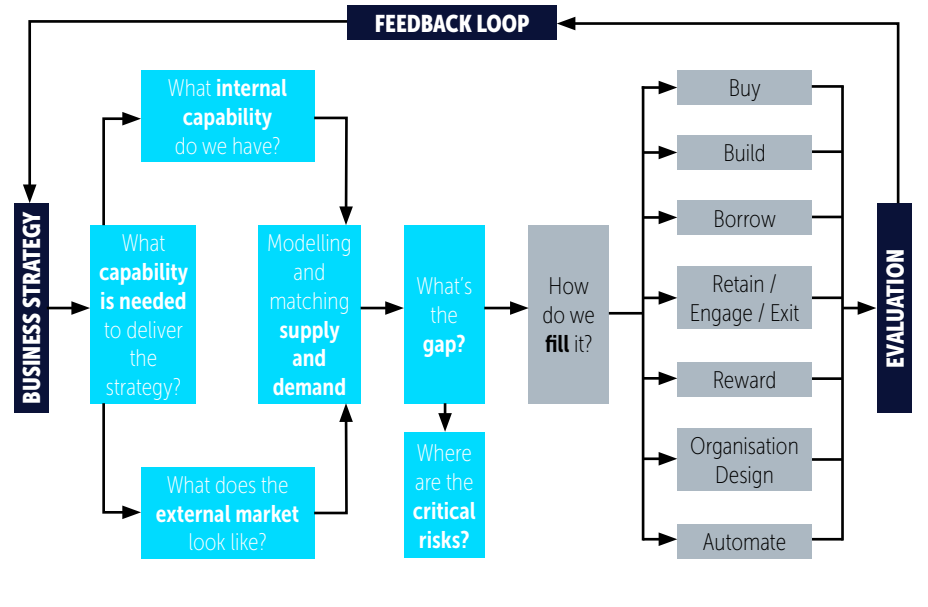 FEEDBACK LOOP
BUSINESS STRATEGY
What internal
capability
do we have?
What
capability
is needed
to deliver
the
strategy?
What does the
external market
look like?
Modelling
and
matching
supply
and
demand
What's
the
gap?
Where
are the
critical
risks?
How
do we
fill it?
Buy
Build
Borrow
Retain /
Engage / Exit
Reward
Organisation
Design
Automate
EVALUATION